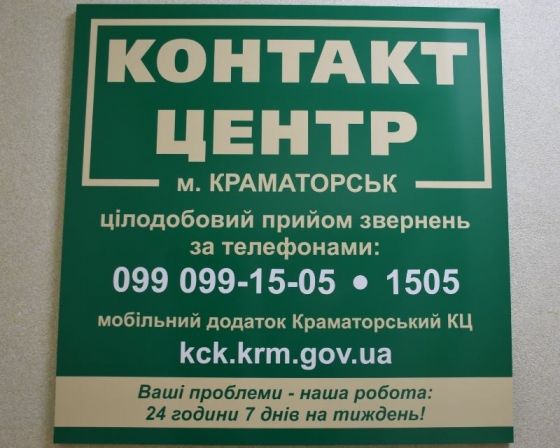 КОНТАКТ
ЦЕНТР
м. КРАМАТОРСЬК
цілодобовий прийом звернень
за телефонами:
099 099-15-05 • 1505
мобільний додаток Краматорський КЦ
kck.krm.gov.ua
Ваші проблеми - наша робота:
24 години 7 днів на тиждень!